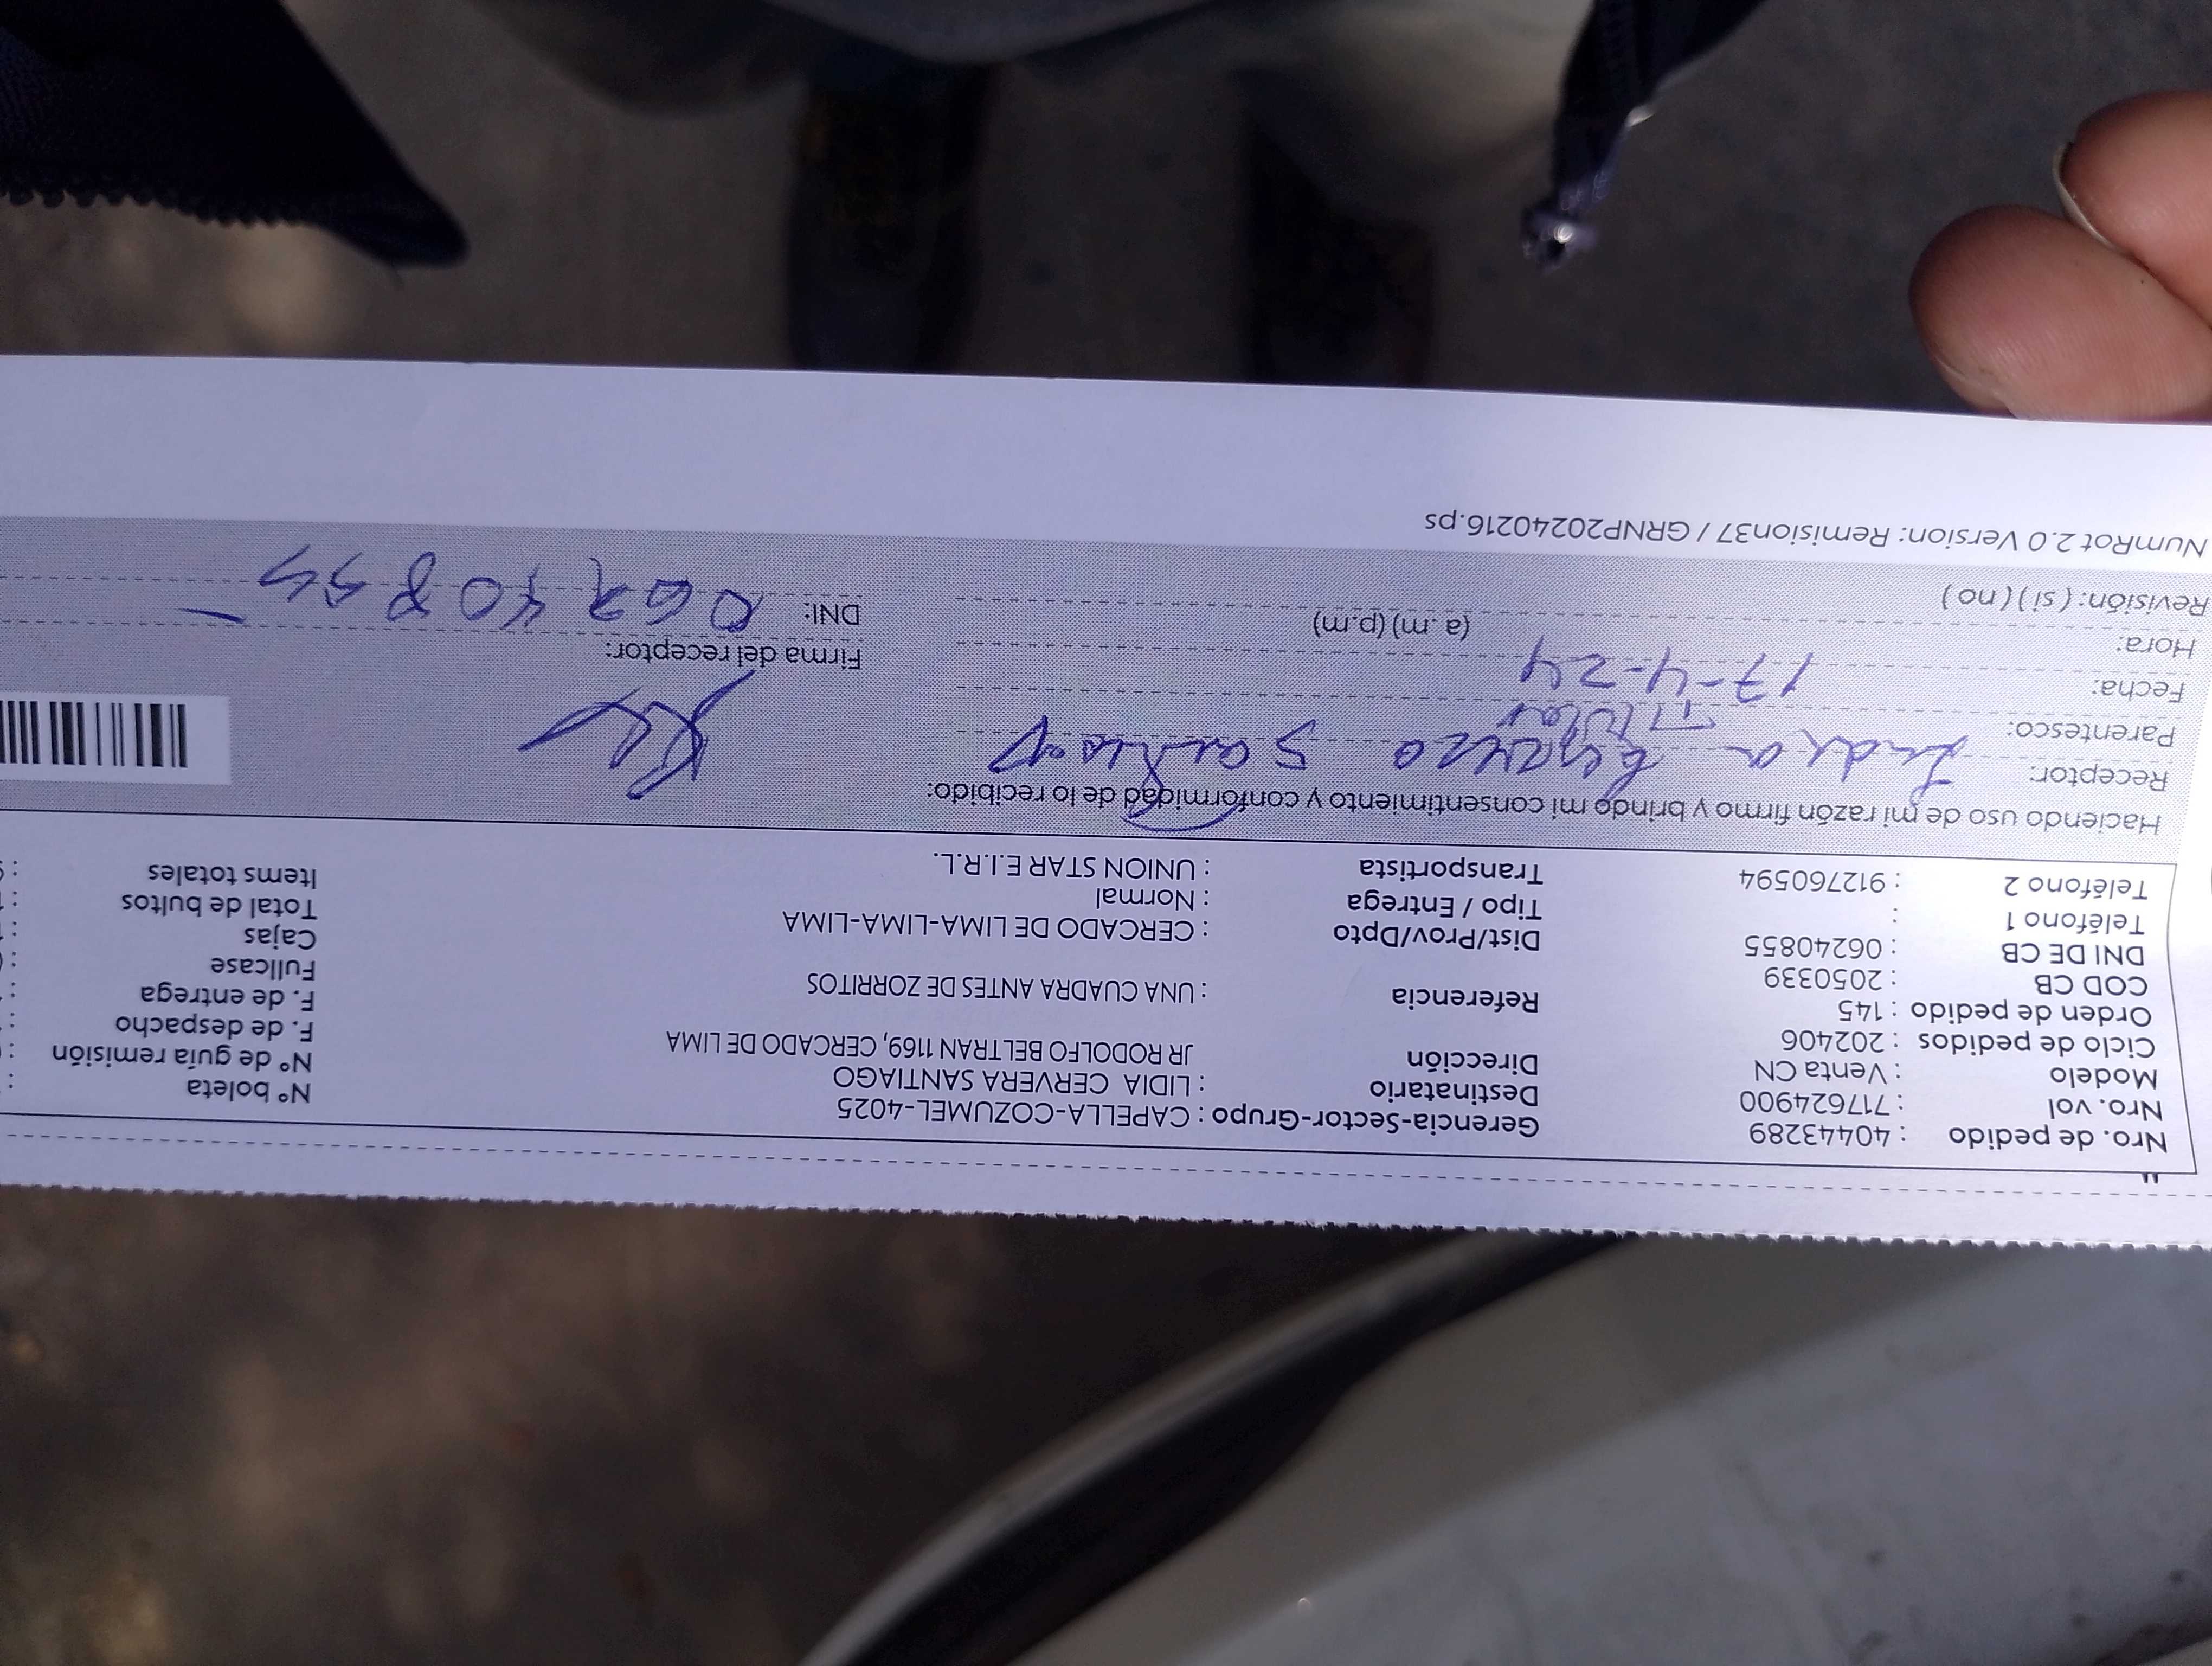 Nro. de pedido : 40443289 Gerencia-Sector-Grupo : CAPELLA-COZUMEL-4025
Nro. vol : 717624900 Destinatario : LIDIA CERVERA SANTIAGO Nº boleta :
Modelo : Venta CN Dirección JR RODOLFO BELTRAN 1169, CERCADO DE LIMA Nº de guía remisión :
Ciclo de pedidos : 202406 F. de despacho :
Orden de pedido : 145 Referencia : UNA CUADRA ANTES DE ZORRITOS F. de entrega :
COD CB : 2050339 Fullcase :
DNI DE CB : 06240855 Dist/Prov/Dpto : CERCADO DE LIMA-LIMA-LIMA Cajas :
Teléfono 1 : Tipo / Entrega : Normal Total de bultos :
Teléfono 2 : 912760594 Transportista : UNION STAR E.I.R.L. Items totales :
Haciendo uso de mi razón firmo y brindo mi consentimiento y conformidad de lo recibido:
Receptor:
Parentesco: Titular
Fecha: 17-4-24 Firma del receptor:
Hora: (a.m) (p.m) DNI: 06240855
Revisión: ( si ) ( no )
NumRot 2.0 Version: Remision37 / GRNP20240216.ps